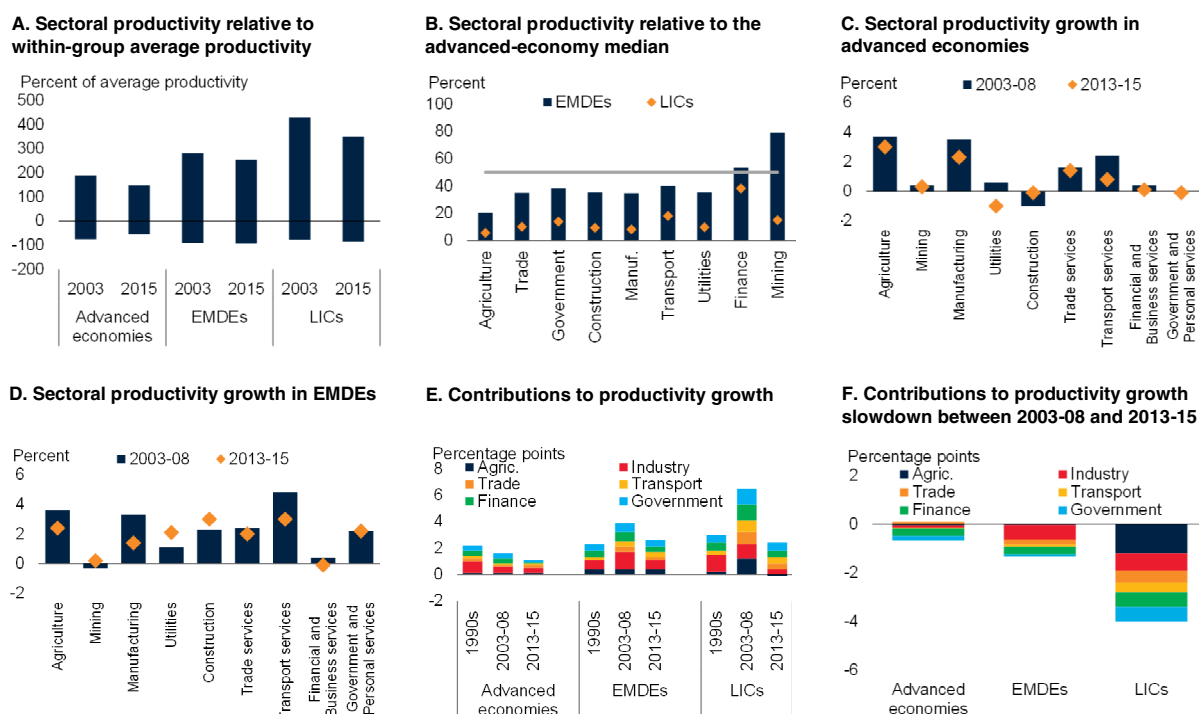 A. Sectoral productivity relative to
within-group average productivity
Percent of average productivity
500
400
300
200
100
0
-100
-200
2003
2015
2003
2015
2003
2015
Advanced
economies
EMDEs
LICs
B. Sectoral productivity relative to the
advanced-economy median
Percent
100
80
60
40
20
0
EMDEs
LICs
Agriculture
Trade
Government
Construction
Manuf.
Transport
Utilities
Finance
Mining
C. Sectoral productivity growth in
advanced economies
Percent
6
4
2
0
-2
2003-08
2013-15
Agriculture
Mining
Manufacturing
Utilities
Construction
Trade services
Transport services
Financial and
Business services
Government and
Personal services
D. Sectoral productivity growth in EMDEs
Percent
6
4
2
0
-2
2003-08
2013-15
Agriculture
Mining
Manufacturing
Utilities
Construction
Trade services
Transport services
Financial and
Business services
Government and
Personal services
E. Contributions to productivity growth
Percentage points
8
6
4
2
0
-2
Agric.
Industry
Trade
Transport
Finance
Government
1990s
2003-08
2013-15
1990s
2003-08
2013-15
1990s
2003-08
2013-15
Advanced
economies
EMDEs
LICs
F. Contributions to productivity growth
slowdown between 2003-08 and 2013-15
Percentage points
2
0
-2
-4
-6
Agric.
Industry
Trade
Transport
Finance
Government
Advanced
economies
EMDEs
LICs